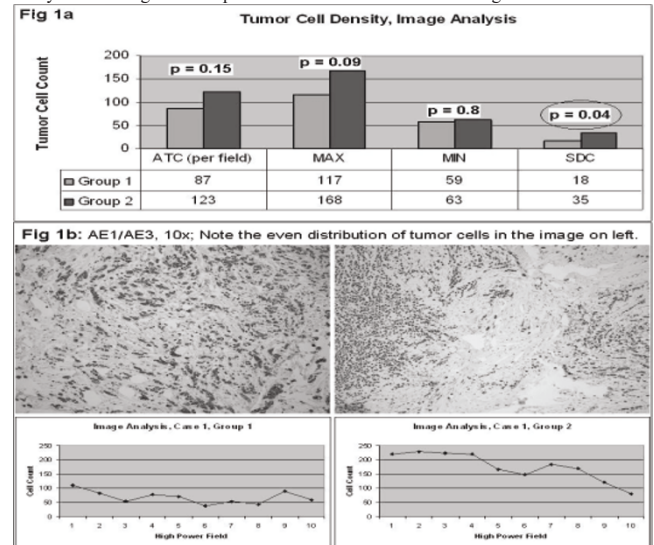 Fig 1a
Tumor Cell Density, Image Analysis
Tumor Cell Count
200
150
100
50
0
p = 0.15
p = 0.09
p = 0.8
p = 0.04
ATC (per field) MAX MIN SDC
Group 1 87 117 59 18
Group 2 123 168 63 35
Fig 1b: AE1/AE3, 10x; Note the even distribution of tumor cells in the image on left.
Image Analysis, Case 1, Group 1
Cell Count
250
200
150
100
50
0
1 2 3 4 5 6 7 8 9 10
High Power Field
Image Analysis, Case 1, Group 2
Cell Count
250
200
150
100
50
0
1 2 3 4 5 6 7 8 9 10
High Power Field